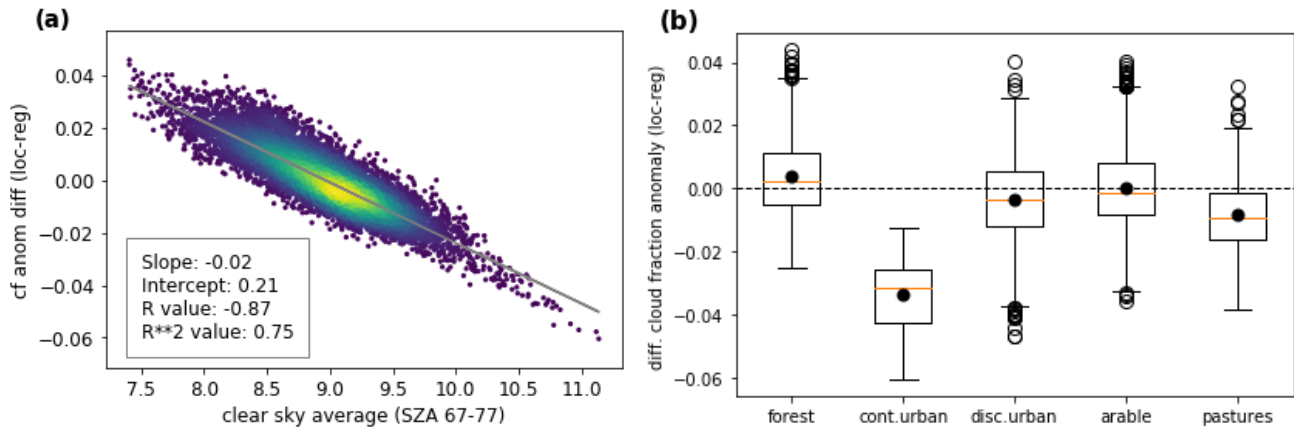 (a)
cf anom diff (loc-reg)
0.04
0.02
0.00
−0.02
−0.04
−0.06
Slope: -0.02
Intercept: 0.21
R value: -0.87
R**2 value: 0.75
7.5 8.0 8.5 9.0 9.5 10.0 10.5 11.0
clear sky average (SZA 67-77)
(b)
diff. cloud fraction anomaly (loc-reg)
0.04
0.02
0.00
−0.02
−0.04
−0.06
forest cont.urban disc.urban arable pastures